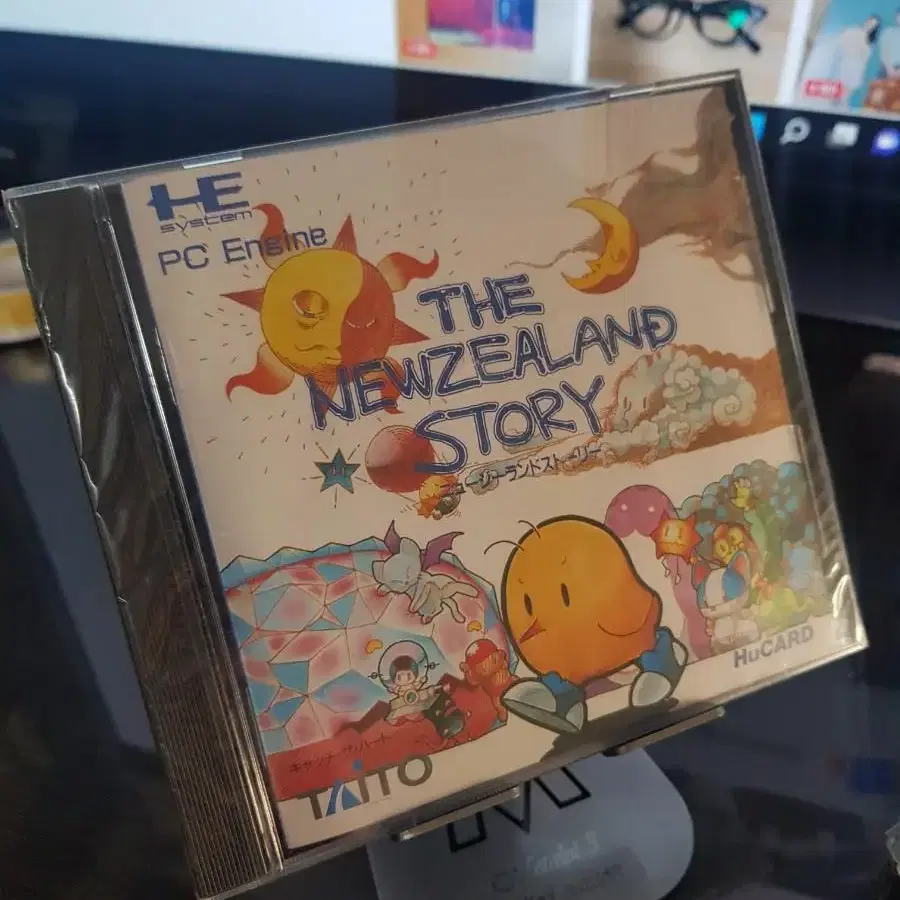 HE
system
PC Engine
THE
NEWZEALAND
STORY
ニュージーランドストーリー
HuCARD
キャッチ・ザ・ハート
TAITO